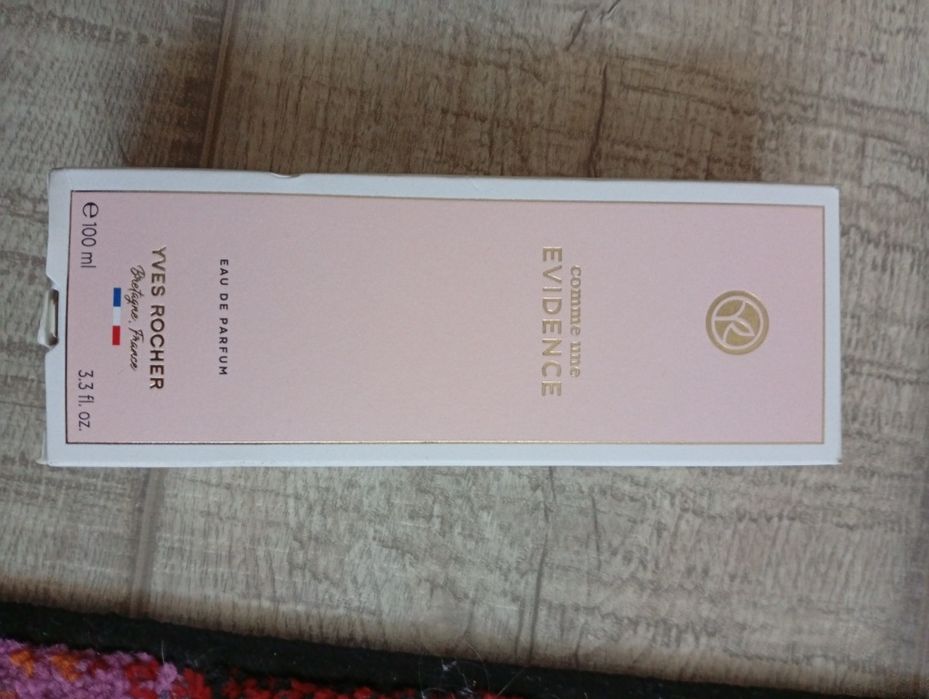 comme une
EVIDENCE
EAU DE PARFUM
YVES ROCHER
Bretagne, France
e 100 ml
3.3 fl. oz.